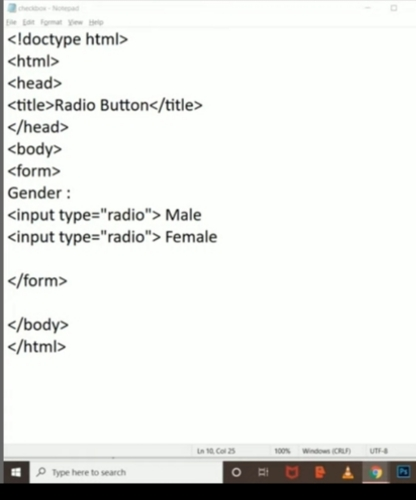 checkbox - Notepad
File Edit Format View Help
<!doctype html>
<html>
<head>
<title>Radio Button</title>
</head>
<body>
<form>
Gender :
<input type="radio"> Male
<input type="radio"> Female
</form>
</body>
</html>
Ln 10, Col 25 100% Windows (CRLF) UTF-8
Type here to search
Ps